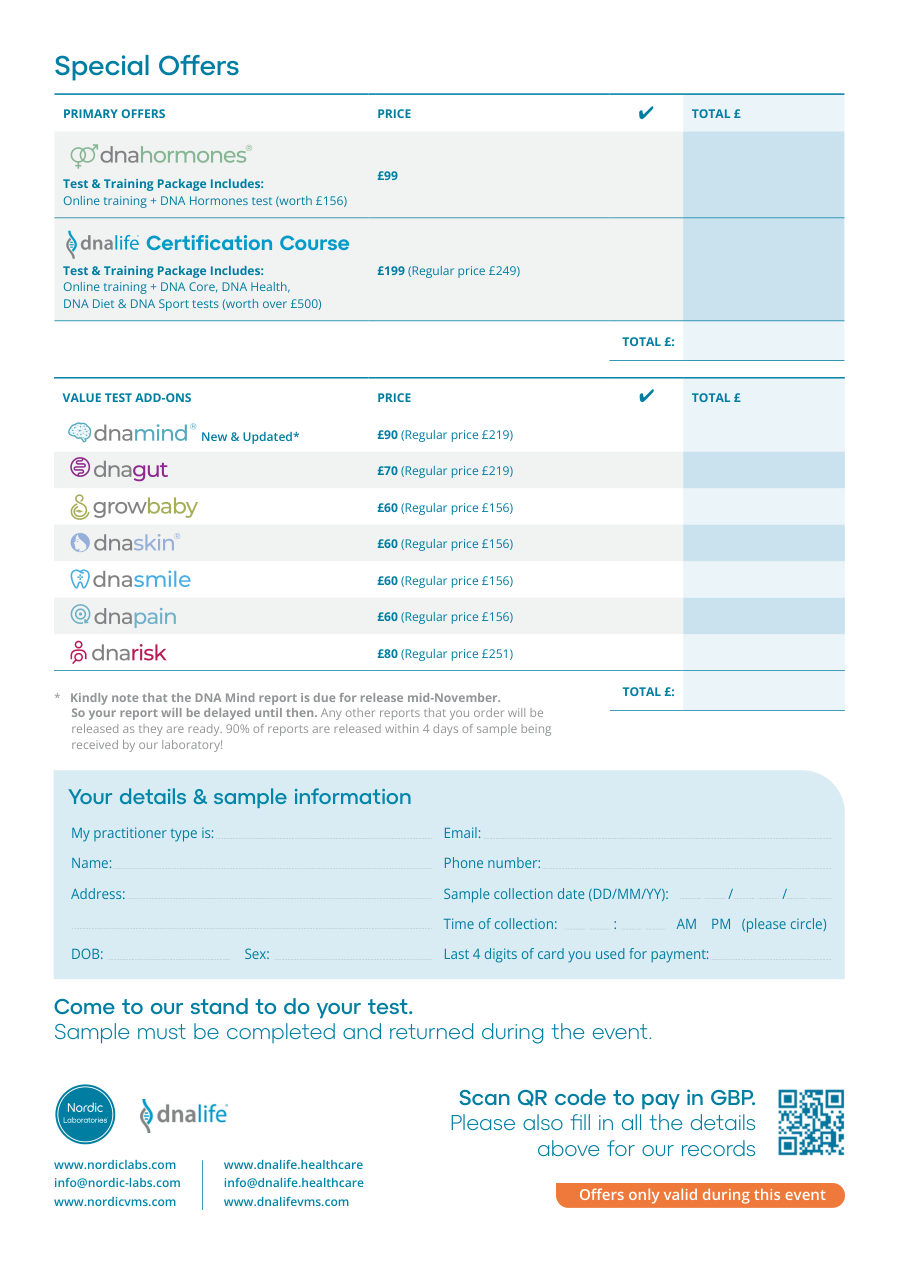 Special Offers
PRIMARY OFFERS PRICE ✔ TOTAL £
dnahormones®
Test & Training Package Includes:
Online training + DNA Hormones test (worth £156)
£99
dnalife Certification Course
Test & Training Package Includes:
Online training + DNA Core, DNA Health,
DNA Diet & DNA Sport tests (worth over £500)
£199 (Regular price £249)
TOTAL £:
VALUE TEST ADD-ONS PRICE ✔ TOTAL £
dnamind® New & Updated* £90 (Regular price £219)
dnagut £70 (Regular price £219)
growbaby £60 (Regular price £156)
dnaskin® £60 (Regular price £156)
dnasmile £60 (Regular price £156)
dnapain £60 (Regular price £156)
dnarisk £80 (Regular price £251)
TOTAL £:
* Kindly note that the DNA Mind report is due for release mid-November.
So your report will be delayed until then. Any other reports that you order will be
released as they are ready. 90% of reports are released within 4 days of sample being
received by our laboratory!
Your details & sample information
My practitioner type is:
Name:
Address:
DOB: Sex:
Email:
Phone number:
Sample collection date (DD/MM/YY): / /
Time of collection: : AM PM (please circle)
Last 4 digits of card you used for payment:
Come to our stand to do your test.
Sample must be completed and returned during the event.
Nordic
Laboratories
dnalife
www.nordiclabs.com
info@nordic-labs.com
www.nordicvms.com
www.dnalife.healthcare
info@dnalife.healthcare
www.dnalifevms.com
Scan QR code to pay in GBP.
Please also fill in all the details
above for our records
Offers only valid during this event